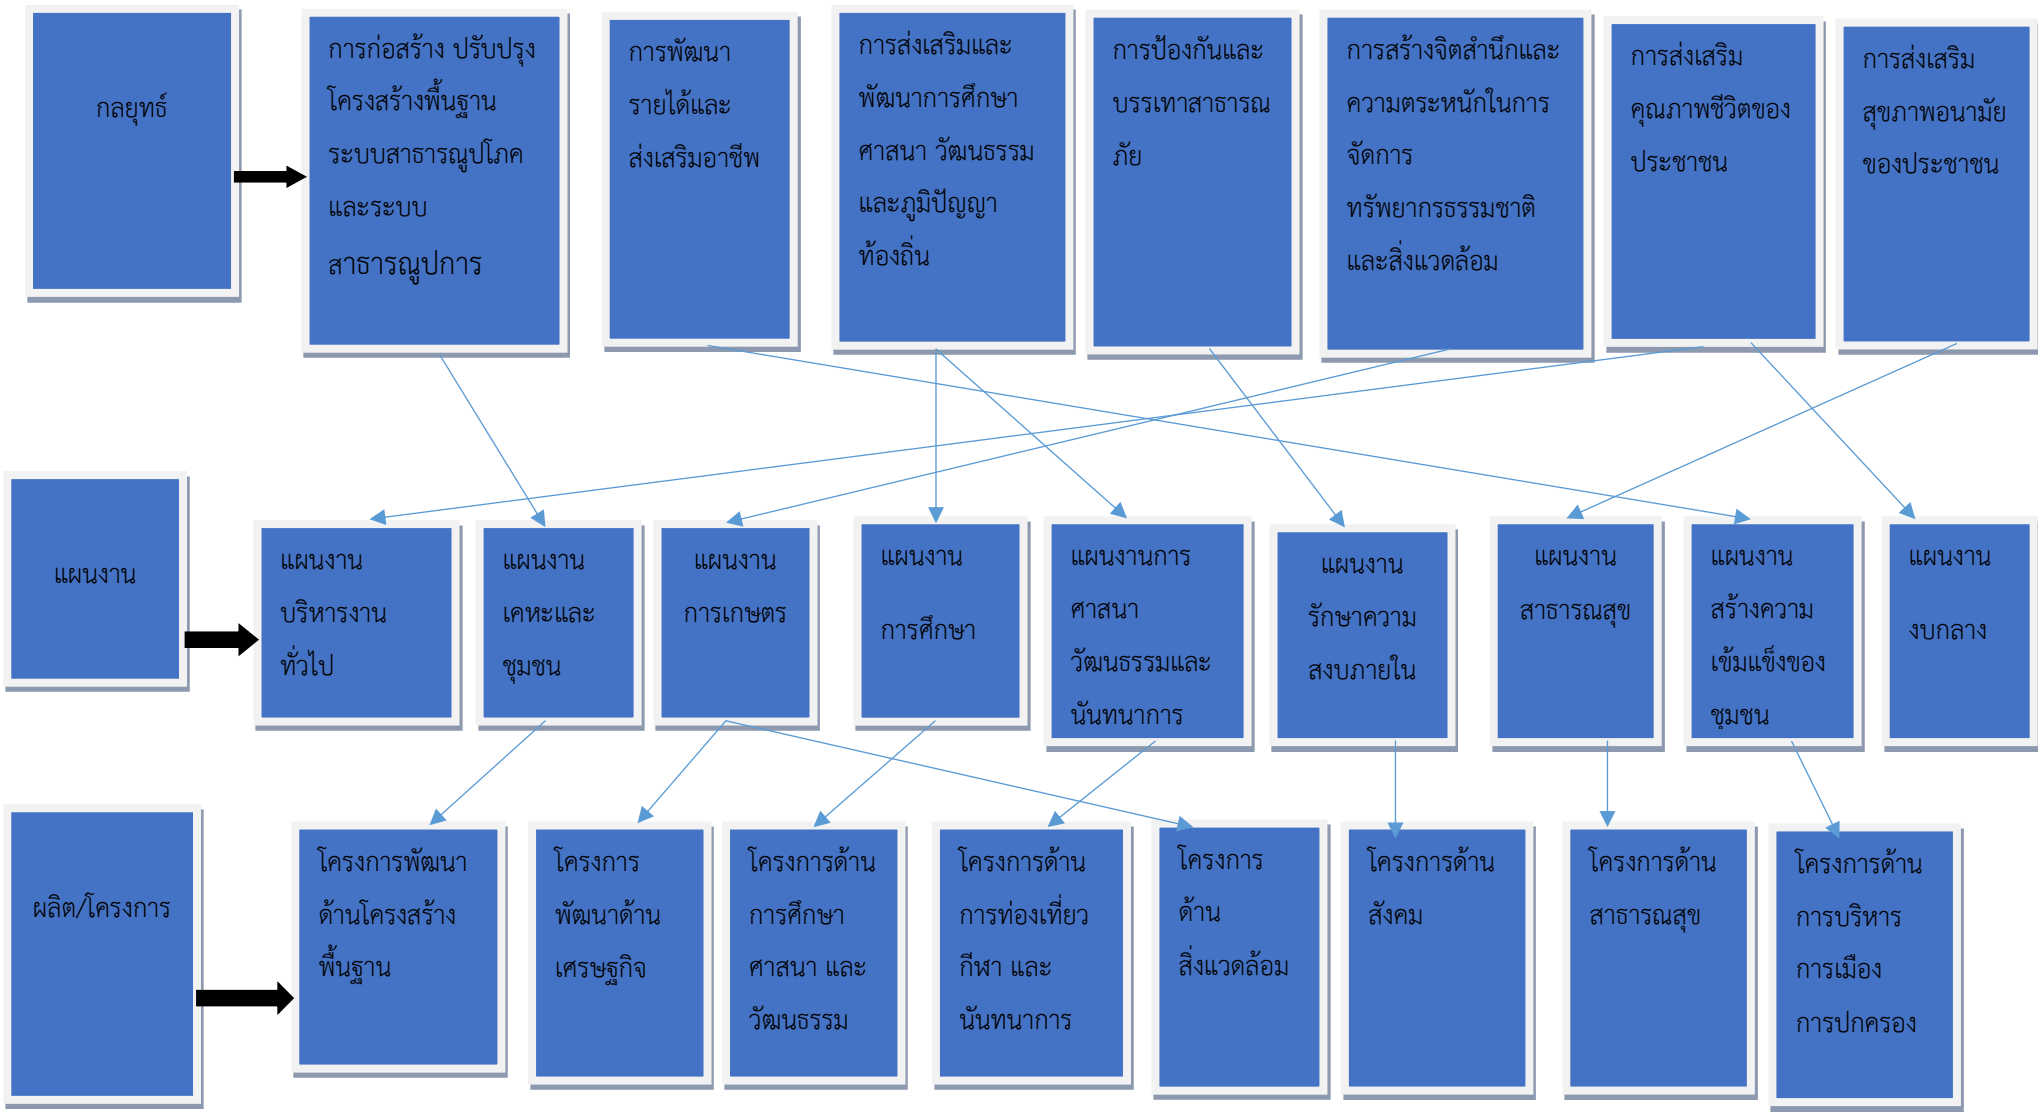 กลยุทธ์
การก่อสร้าง ปรับปรุง
โครงสร้างพื้นฐาน
ระบบสาธารณูปโภค
และระบบ
สาธารณูปการ
การพัฒนา
รายได้และ
ส่งเสริมอาชีพ
การส่งเสริมและ
พัฒนาการศึกษา
ศาสนา วัฒนธรรม
และภูมิปัญญา
ท้องถิ่น
การป้องกันและ
บรรเทาสาธารณ
ภัย
การสร้างจิตสำนึกและ
ความตระหนักในการ
จัดการ
ทรัพยากรธรรมชาติ
และสิ่งแวดล้อม
การส่งเสริม
คุณภาพชีวิตของ
ประชาชน
การส่งเสริม
สุขภาพอนามัย
ของประชาชน
แผนงาน
แผนงาน
บริหารงาน
ทั่วไป
แผนงาน
เคหะและ
ชุมชน
แผนงาน
การเกษตร
แผนงาน
การศึกษา
แผนงานการ
ศาสนา
วัฒนธรรมและ
นันทนาการ
แผนงาน
รักษาความ
สงบภายใน
แผนงาน
สาธารณสุข
แผนงาน
สร้างความ
เข้มแข็งของ
ชุมชน
แผนงาน
งบกลาง
ผลิต/โครงการ
โครงการพัฒนา
ด้านโครงสร้าง
พื้นฐาน
โครงการ
พัฒนาด้าน
เศรษฐกิจ
โครงการด้าน
การศึกษา
ศาสนา และ
วัฒนธรรม
โครงการด้าน
การท่องเที่ยว
กีฬา และ
นันทนาการ
โครงการ
ด้าน
สิ่งแวดล้อม
โครงการด้าน
สังคม
โครงการด้าน
สาธารณสุข
โครงการด้าน
การบริหาร
การเมือง
การปกครอง